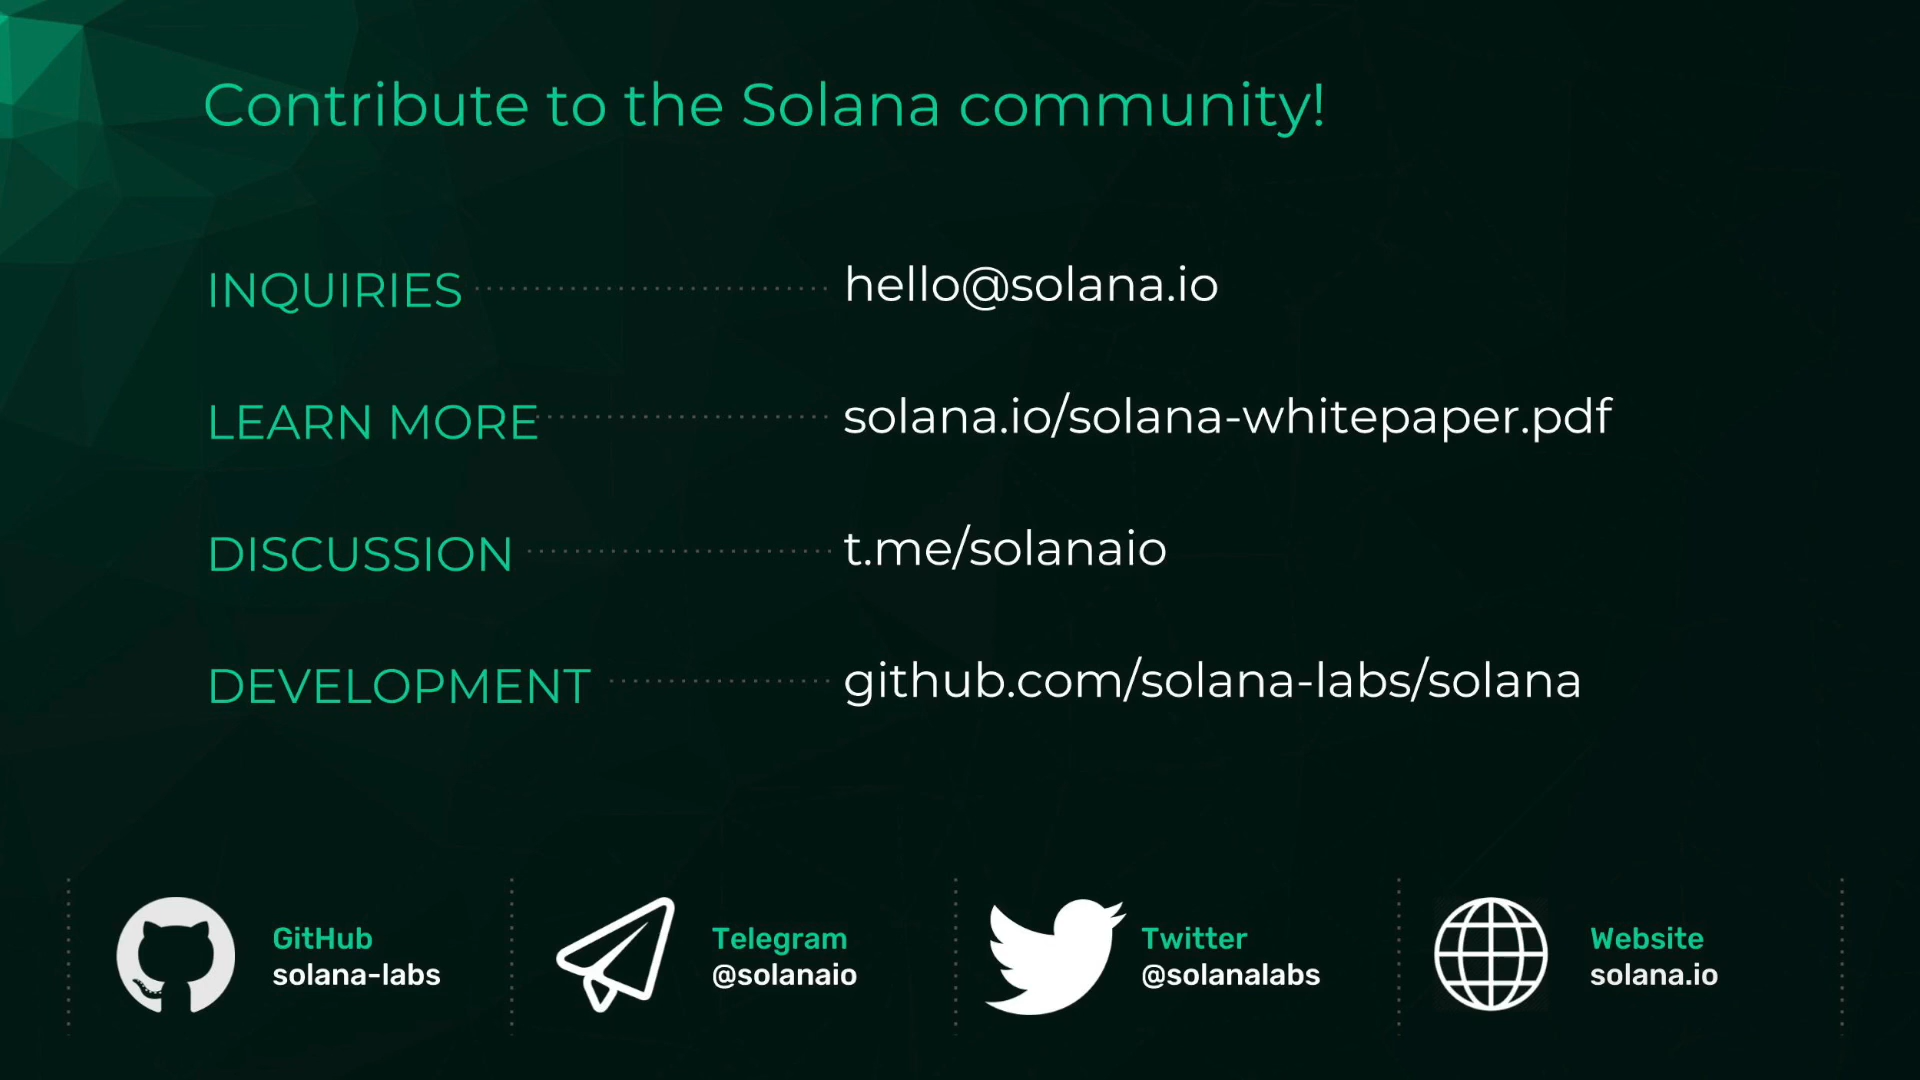 Contribute to the Solana community!
INQUIRIES hello@solana.io
LEARN MORE solana.io/solana-whitepaper.pdf
DISCUSSION t.me/solanaio
DEVELOPMENT github.com/solana-labs/solana
GitHub
solana-labs
Telegram
@solanaio
Twitter
@solanalabs
Website
solana.io